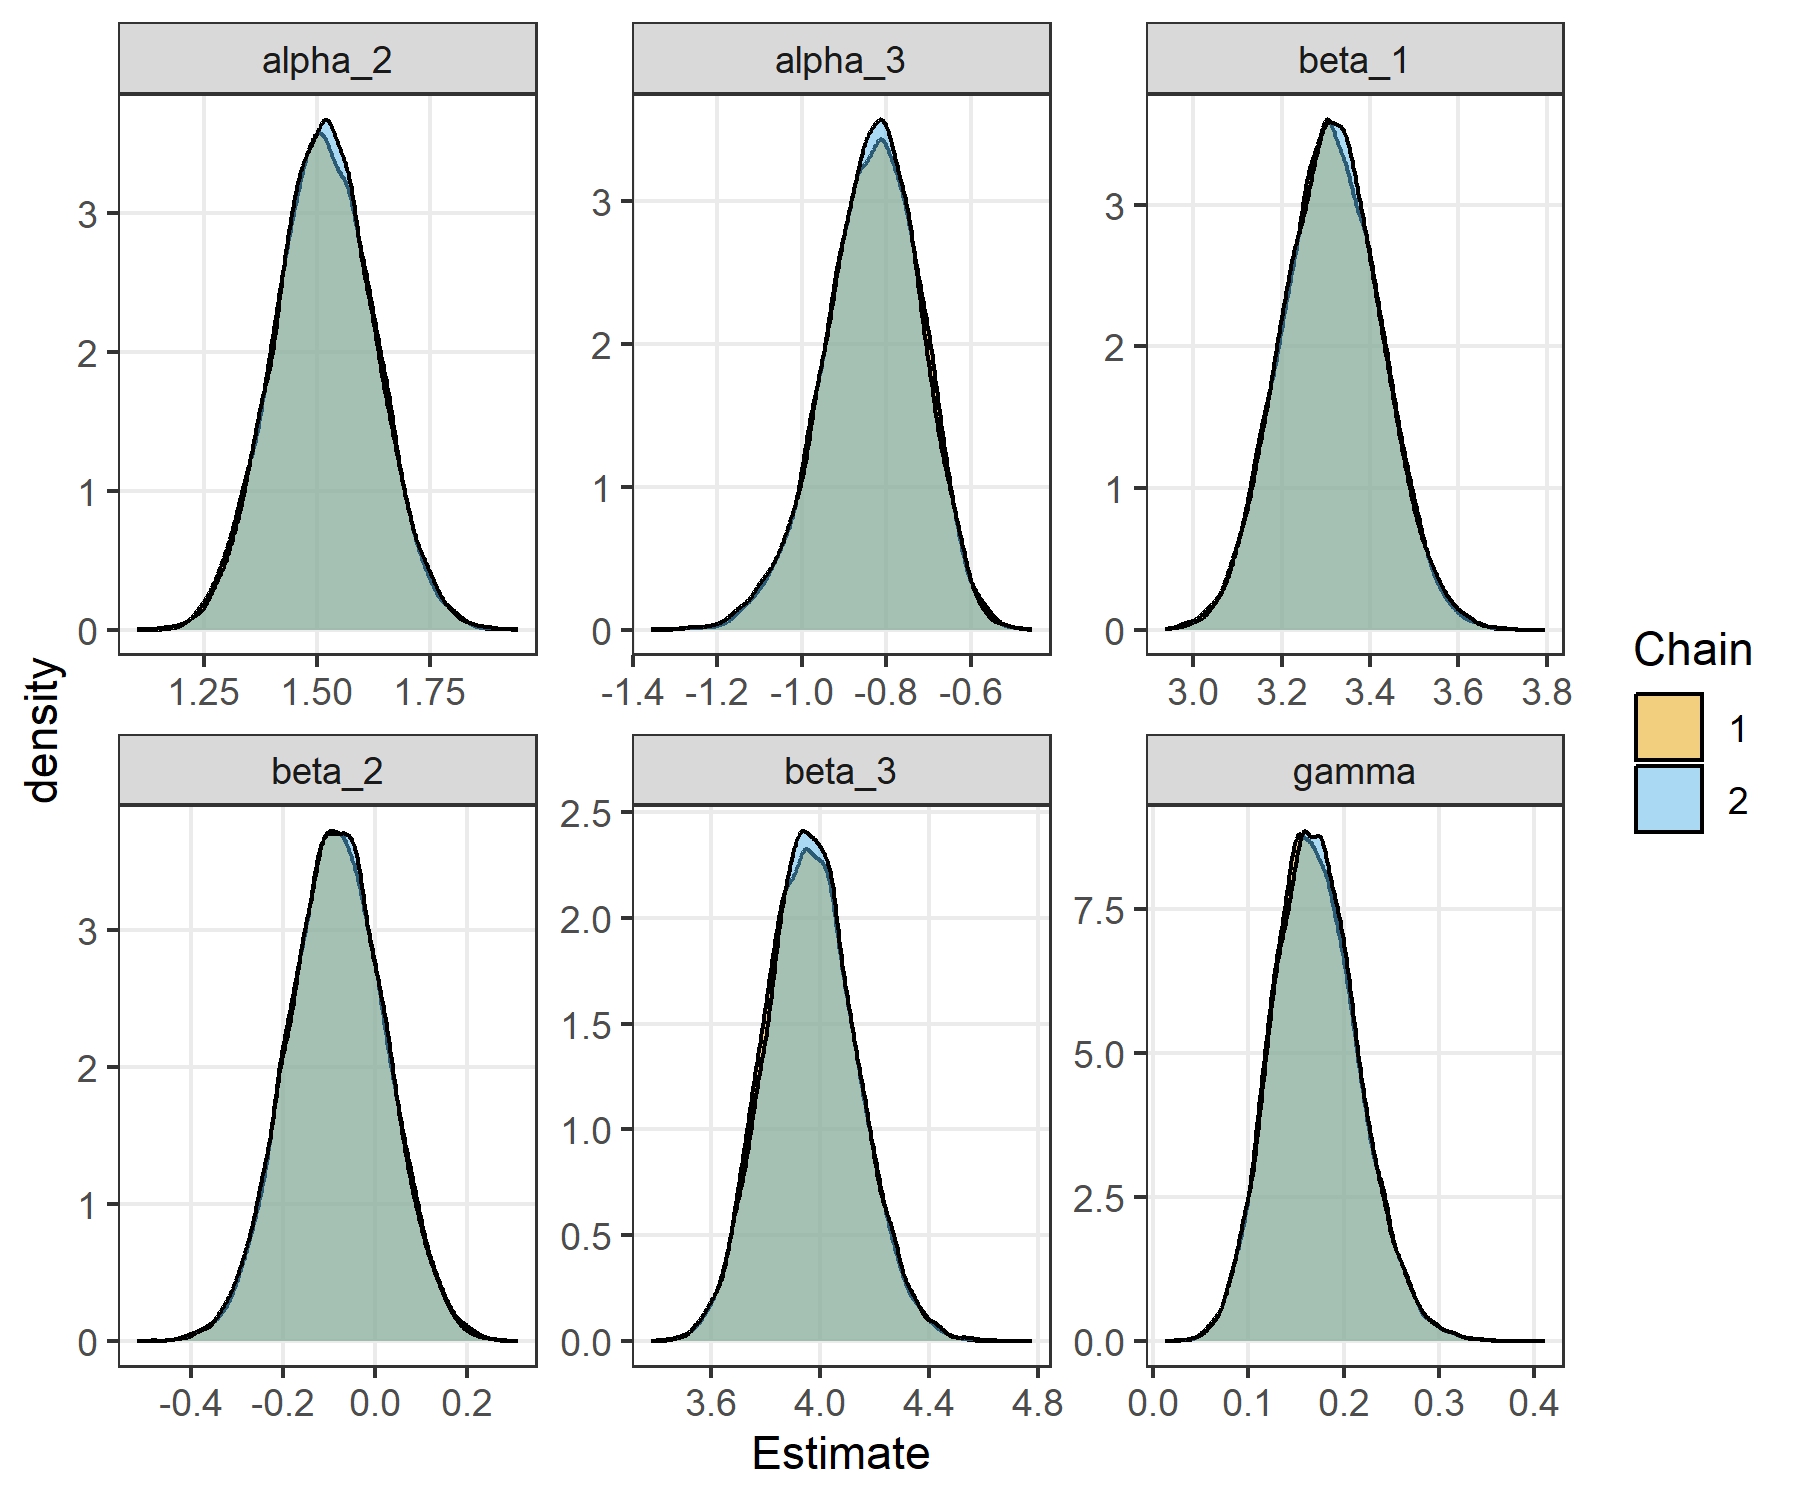 alpha_2 alpha_3 beta_1
3 3 3
2 2 2
1 1 1
0 0 0
1.25 1.50 1.75 -1.4 -1.2 -1.0 -0.8 -0.6 3.0 3.2 3.4 3.6 3.8
density
beta_2 beta_3 gamma
3 2.5 7.5
2 2.0 5.0
1 1.5 2.5
0 1.0 0.0
0.5
0.0
-0.4 -0.2 0.0 0.2 3.6 4.0 4.4 4.8 0.0 0.1 0.2 0.3 0.4
Estimate
Chain
1
2